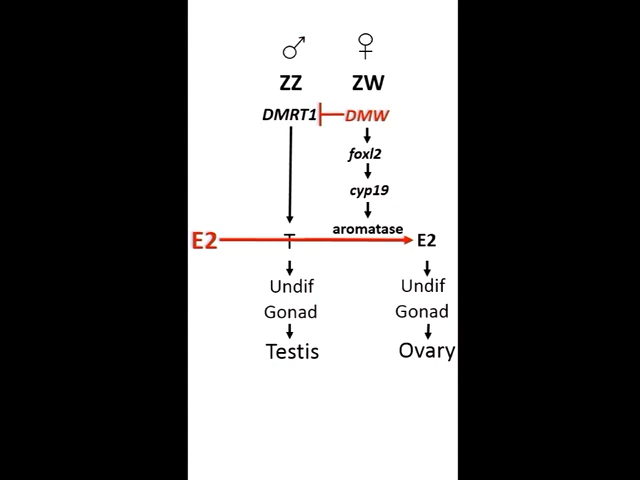 ♂ ♀
ZZ ZW
DMRT1 DMW
foxl2
cyp19
aromatase
E2 T E2
Undif Undif
Gonad Gonad
Testis Ovary